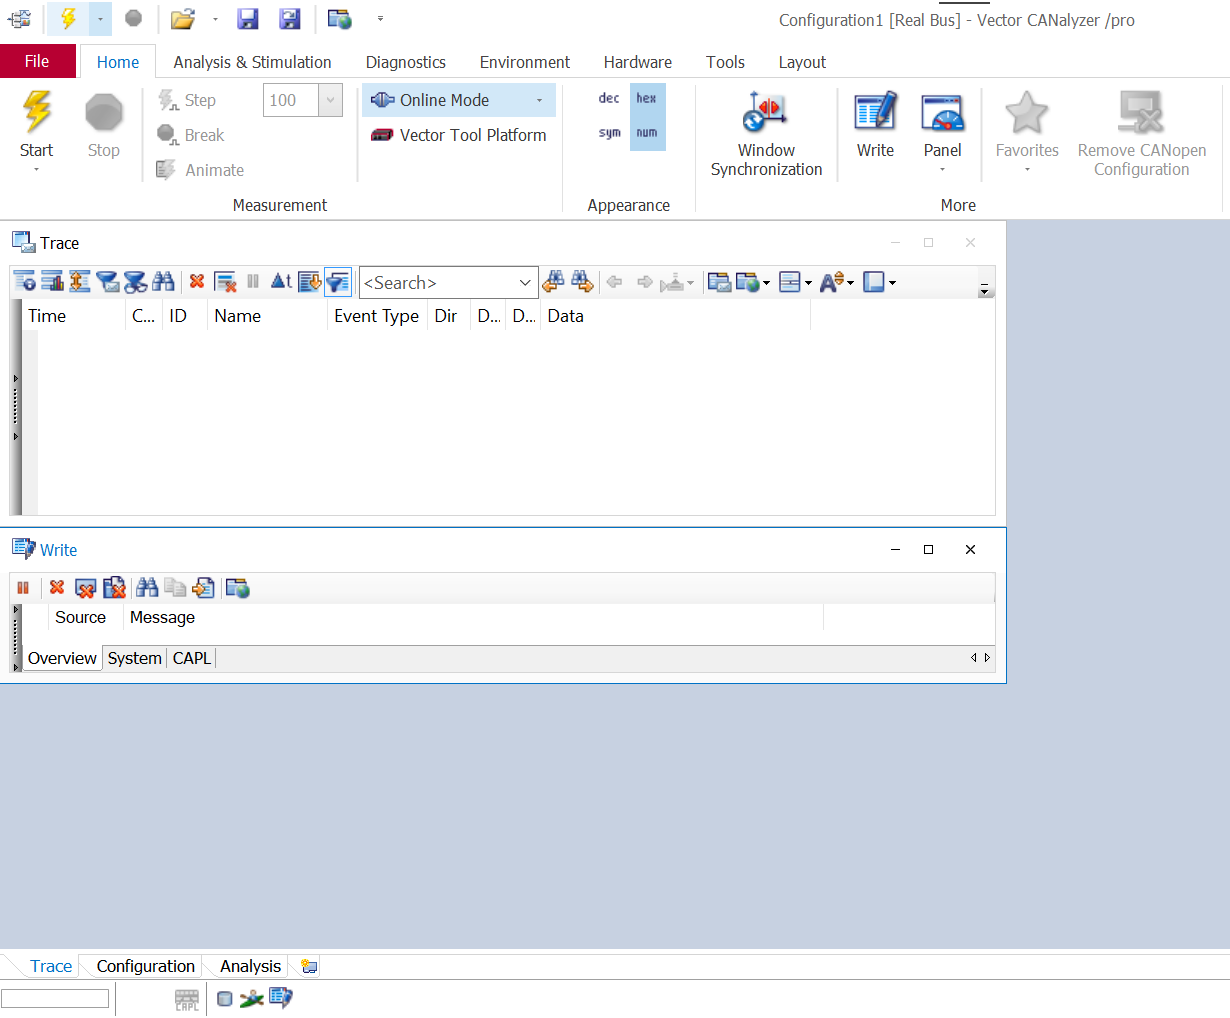 Configuration1 [Real Bus] - Vector CANalyzer /pro
File Home Analysis & Stimulation Diagnostics Environment Hardware Tools Layout
Start
Stop
Step 100
Break
Animate
Measurement
Online Mode
Vector Tool Platform
dec hex
sym num
Appearance
Window
Synchronization
Write
Panel
Favorites
Remove CANopen
Configuration
More
Trace
<Search>
Time C... ID Name Event Type Dir D... D... Data
Write
Source Message
Overview System CAPL
Trace Configuration Analysis
CAPL